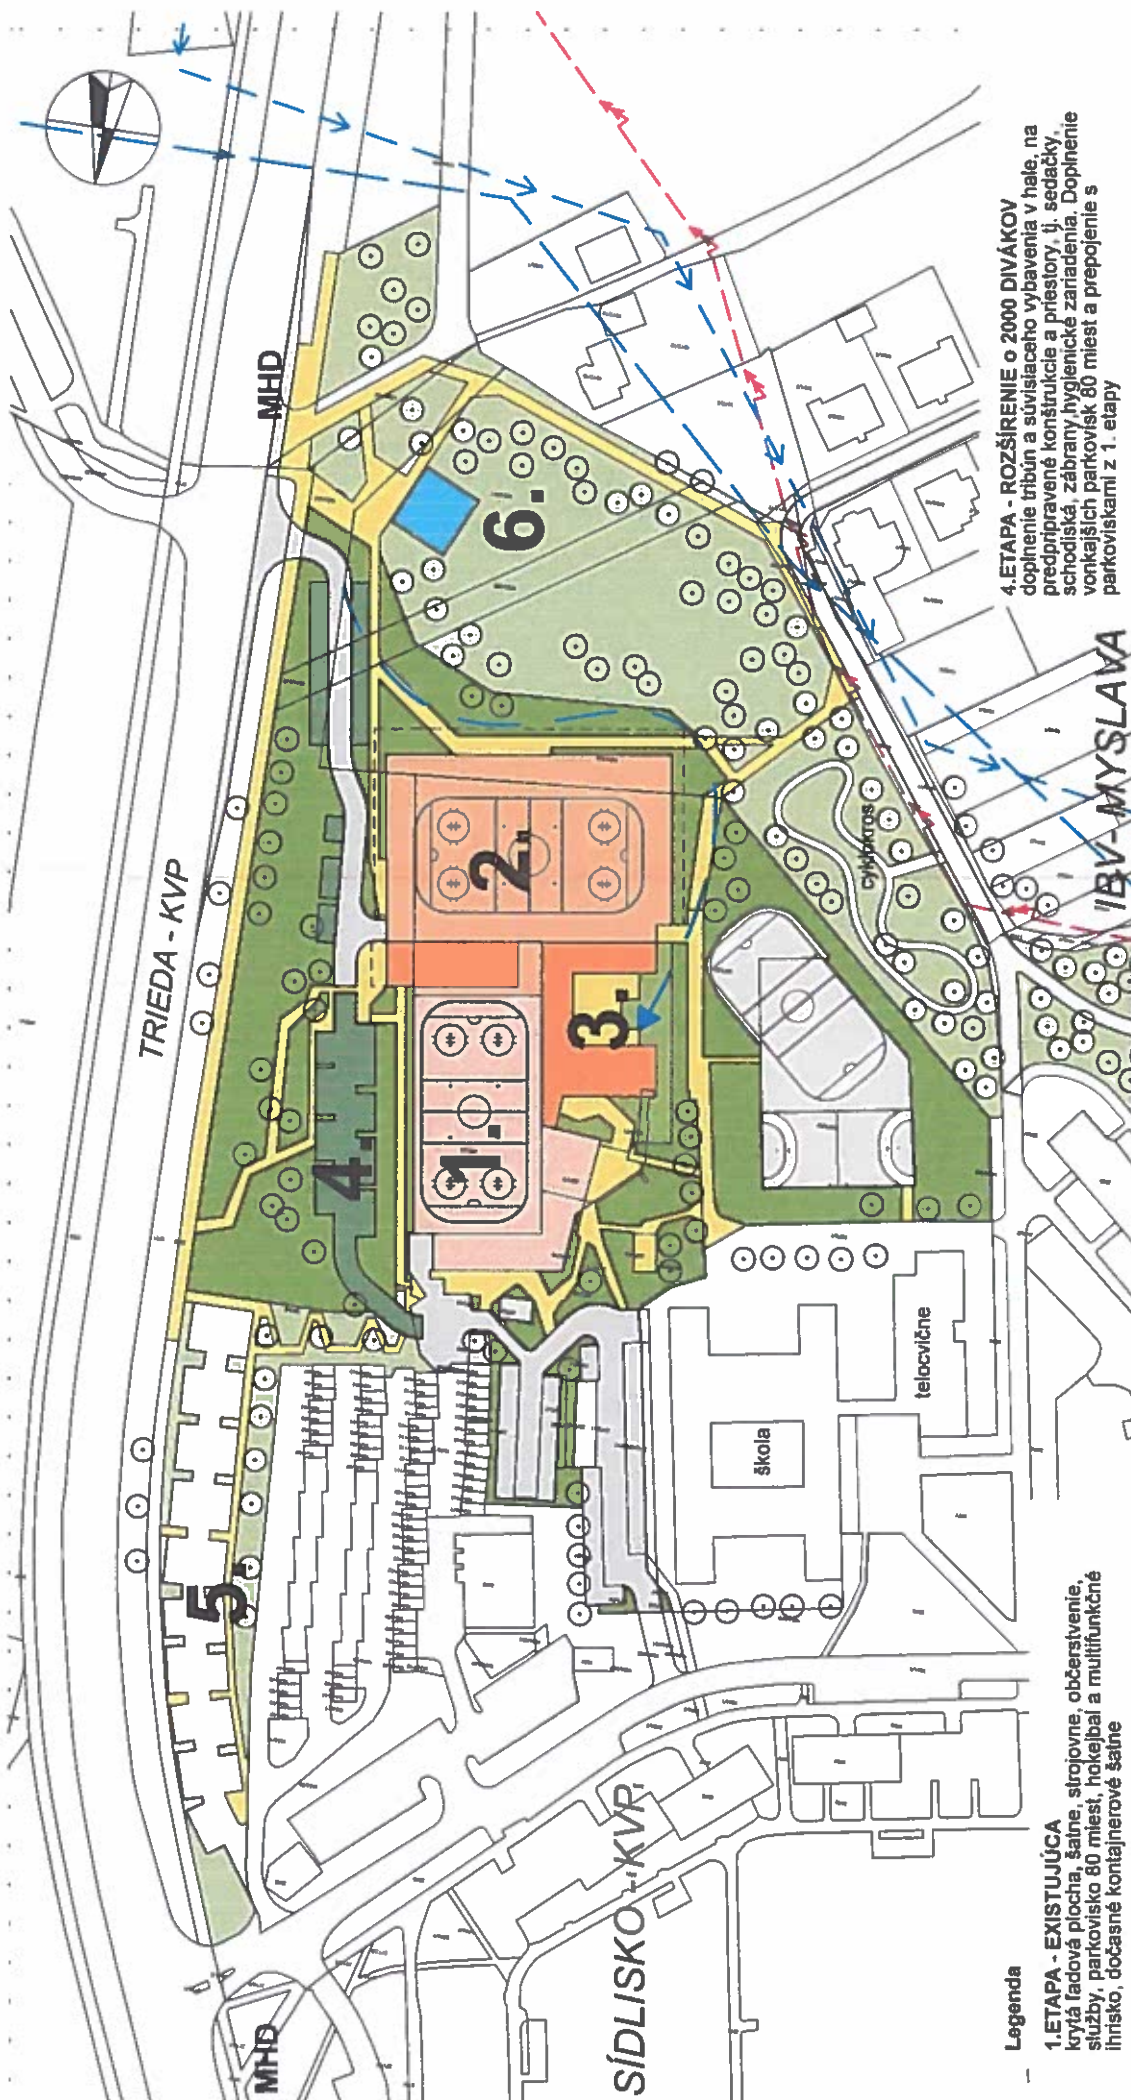 MHD
TRIEDA - KVP
6.
2.
3.
1.
4.
5.
cyklokros
IBV - MYSLAVA
škola
telocvične
SÍDLISKO - KVP
MHD
Legenda
1.ETAPA - EXISTUJÚCA
krytá ľadová plocha, šatne, strojovne, občerstvenie,
služby, parkovisko 80 miest, hokejbal a multifunkčné
ihrisko, dočasné kontajnerové šatne
4.ETAPA - ROZŠÍRENIE o 2000 DIVÁKOV
doplnenie tribún a súvisiaceho vybavenia v hale, na
predpripravené konštrukcie a priestory, tj. sedačky,
schodiská, zábrany, hygienické zariadenia. Doplnenie
vonkajších parkovísk 80 miest a prepojenie s
parkoviskami z 1. etapy